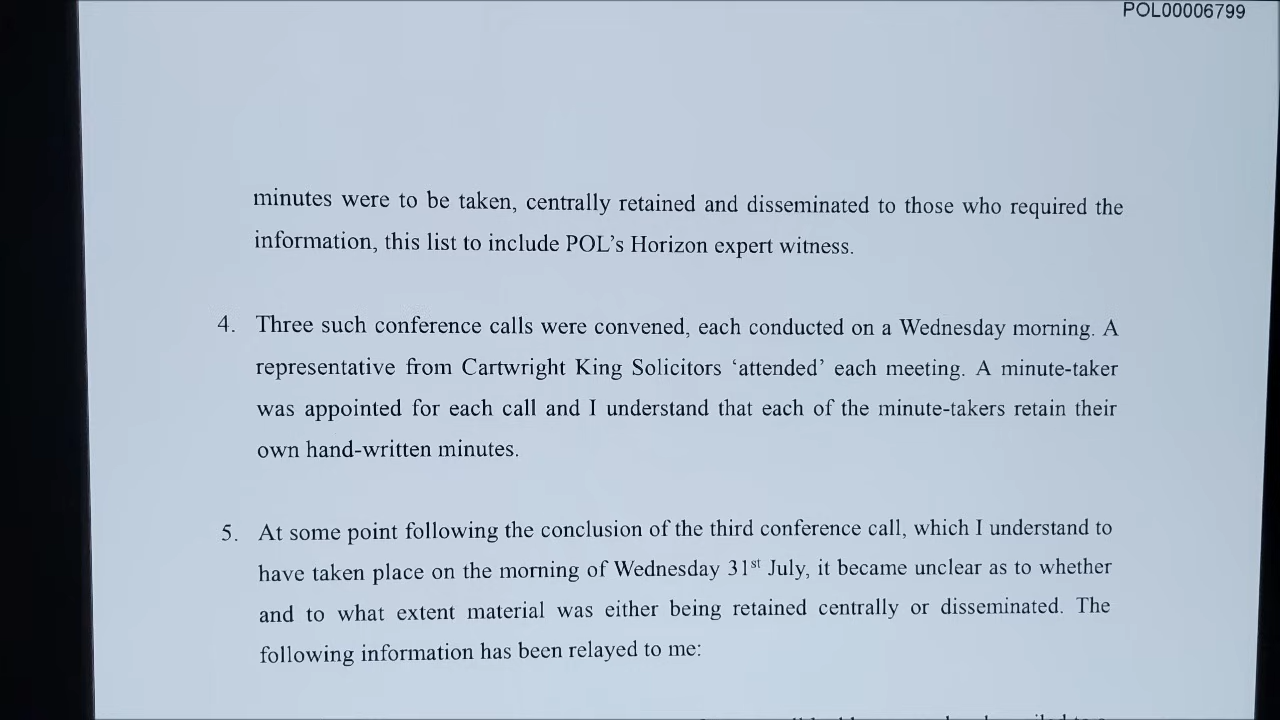 POL00006799
minutes were to be taken, centrally retained and disseminated to those who required the
information, this list to include POL’s Horizon expert witness.
4. Three such conference calls were convened, each conducted on a Wednesday morning. A
representative from Cartwright King Solicitors ‘attended’ each meeting. A minute-taker
was appointed for each call and I understand that each of the minute-takers retain their
own hand-written minutes.
5. At some point following the conclusion of the third conference call, which I understand to
have taken place on the morning of Wednesday 31st July, it became unclear as to whether
and to what extent material was either being retained centrally or disseminated. The
following information has been relayed to me: